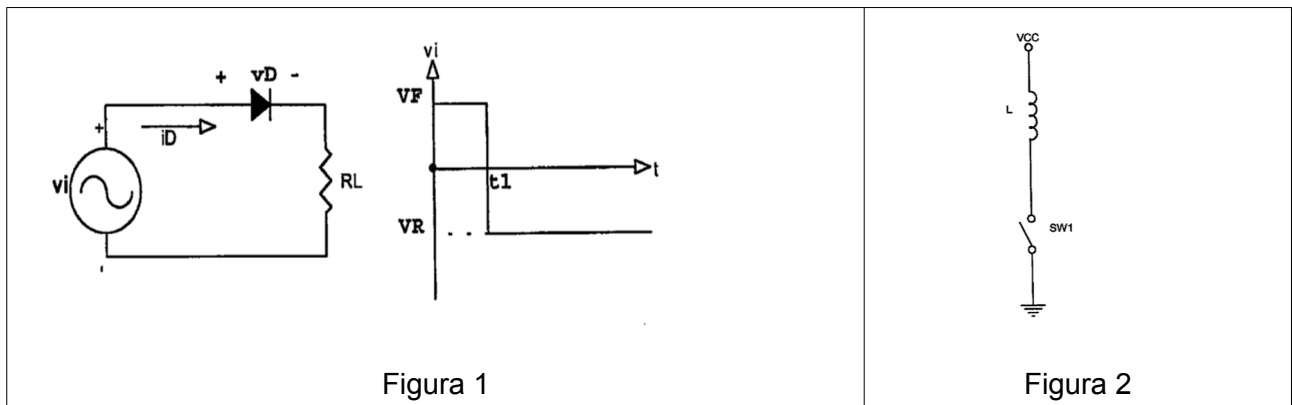 + vD -
iD
+
vi
RL
-
vi
VF
t1
t
VR
Figura 1
VCC
L
SW1
Figura 2